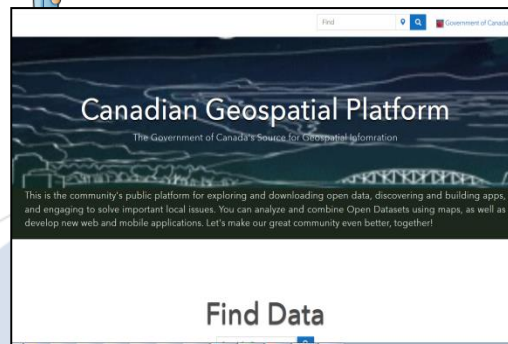 Find
Government of Canada
Canadian Geospatial Platform
The Government of Canada's Source for Geospatial Infomration
This is the community's public platform for exploring and downloading open data, discovering and building apps,
and engaging to solve important local issues. You can analyze and combine Open Datasets using maps, as well as
develop new web and mobile applications. Let's make our great community even better, together!
Find Data